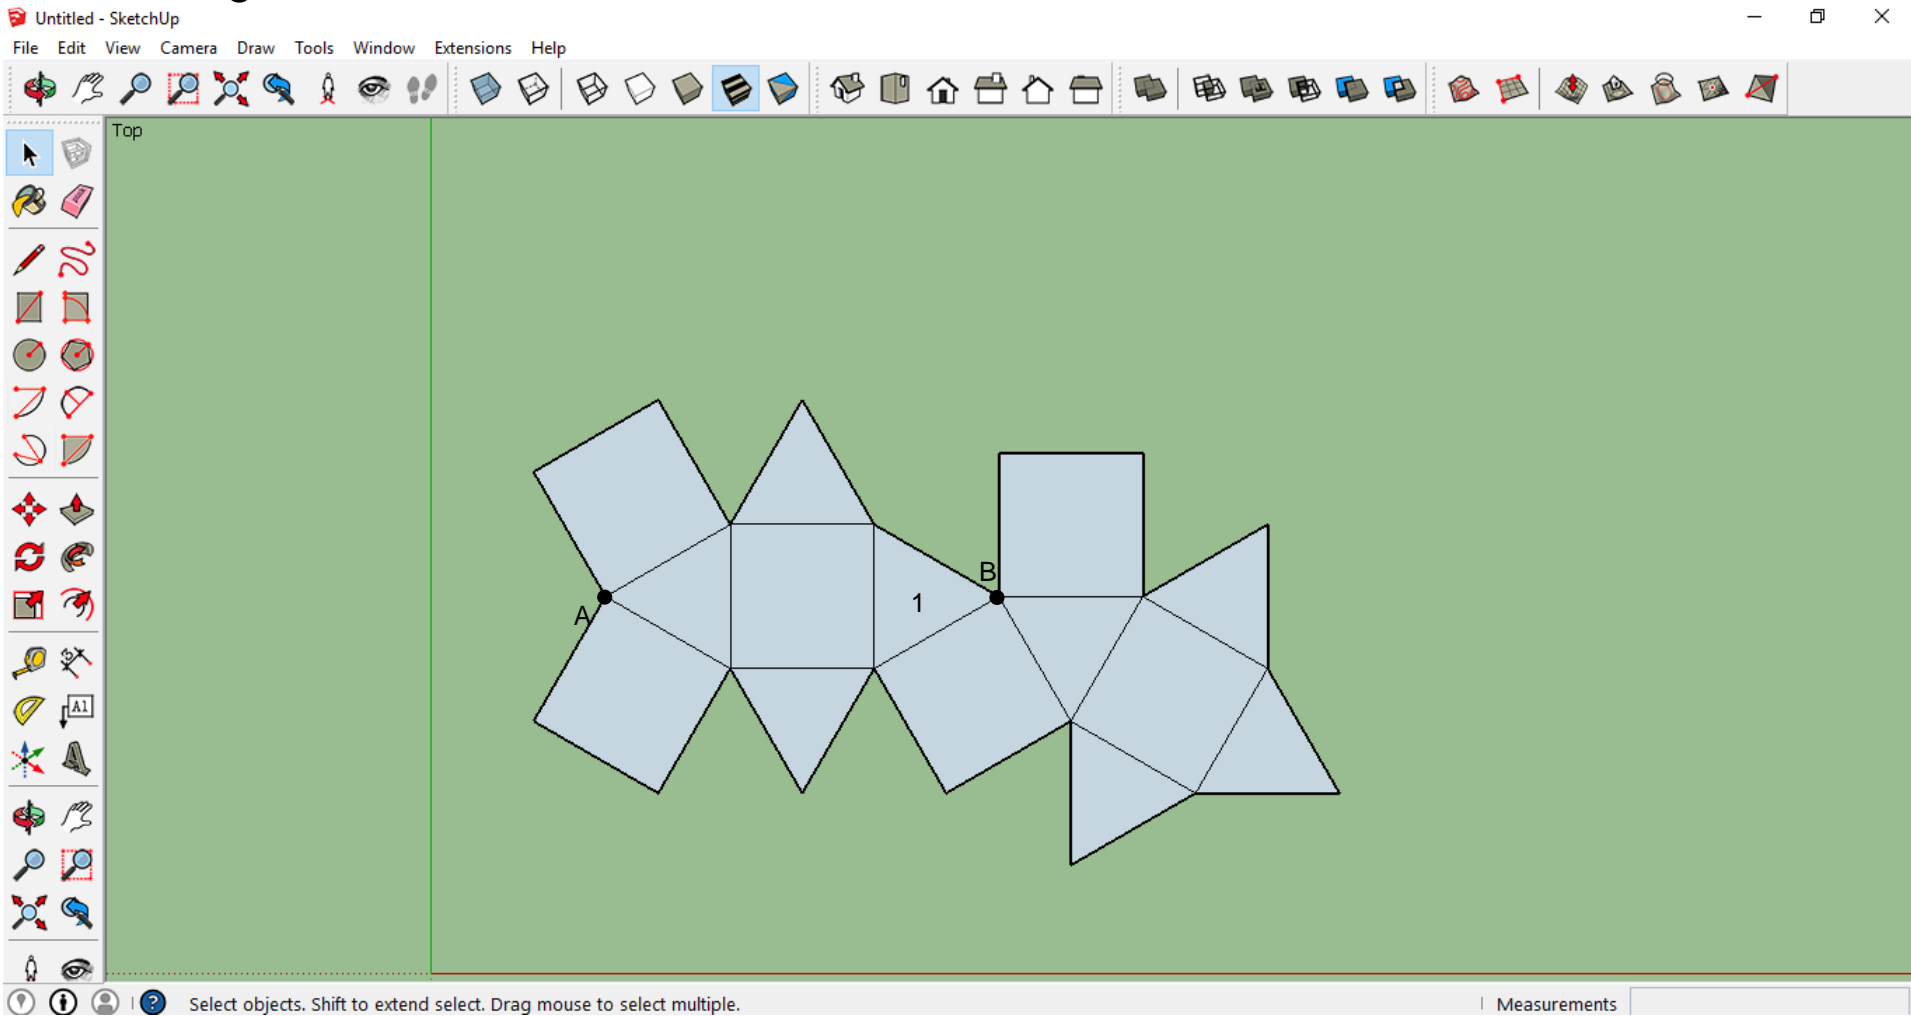 Untitled - SketchUp
File Edit View Camera Draw Tools Window Extensions Help
Top
A1
B
1
A
Select objects. Shift to extend select. Drag mouse to select multiple.
Measurements